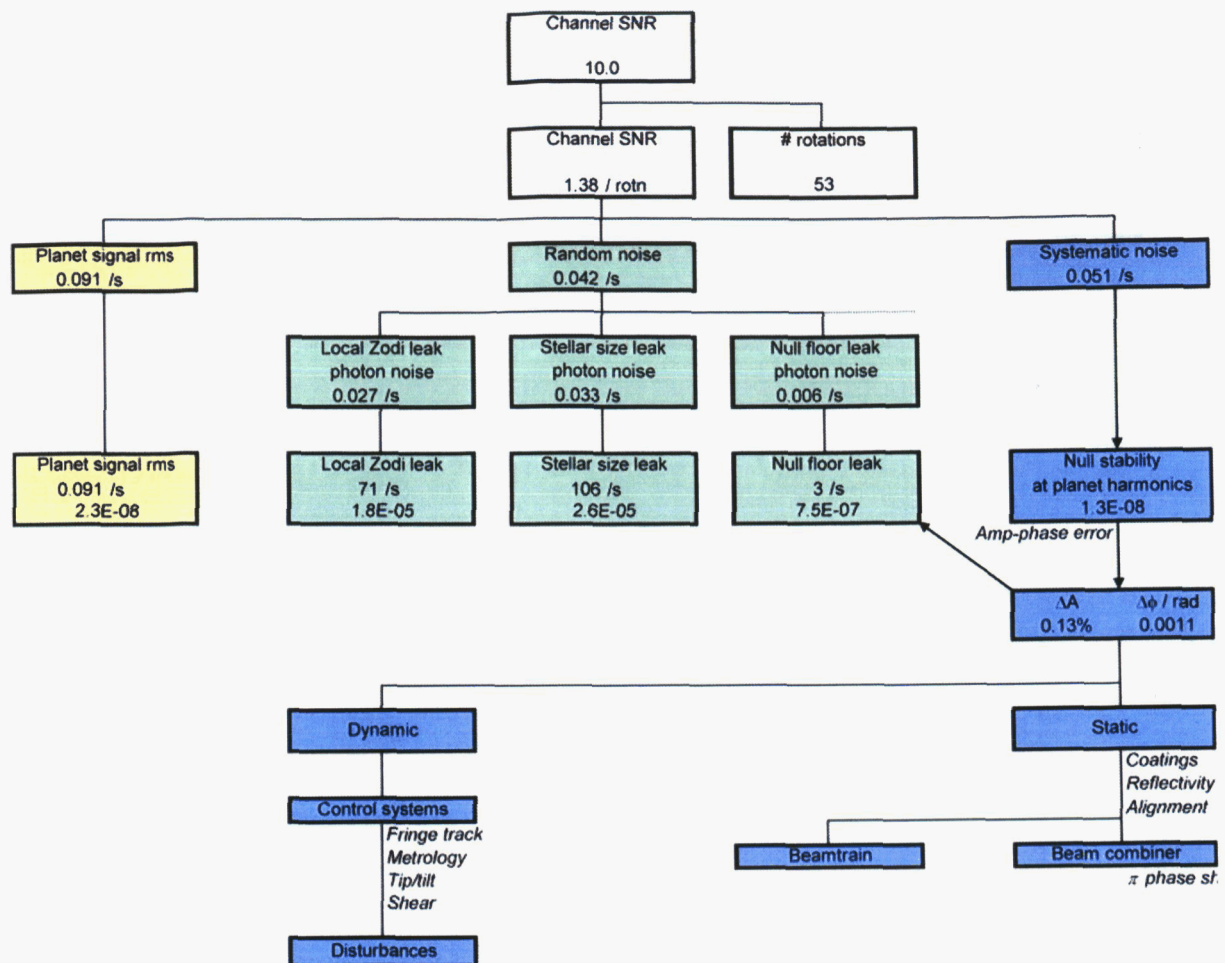 Channel SNR
10.0
Channel SNR
1.38 / rotn
# rotations
53
Planet signal rms
0.091 /s
Random noise
0.042 /s
Systematic noise
0.051 /s
Local Zodi leak
photon noise
0.027 /s
Stellar size leak
photon noise
0.033 /s
Null floor leak
photon noise
0.006 /s
Planet signal rms
0.091 /s
2.3E-08
Local Zodi leak
71 /s
1.8E-05
Stellar size leak
106 /s
2.6E-05
Null floor leak
3 /s
7.5E-07
Null stability
at planet harmonics
1.3E-08
Amp-phase error
ΔA Δϕ / rad
0.13% 0.0011
Dynamic
Static
Coatings
Reflectivity
Alignment
Control systems
Fringe track
Metrology
Tip/tilt
Shear
Beamtrain
Beam combiner
π phase
Disturbances